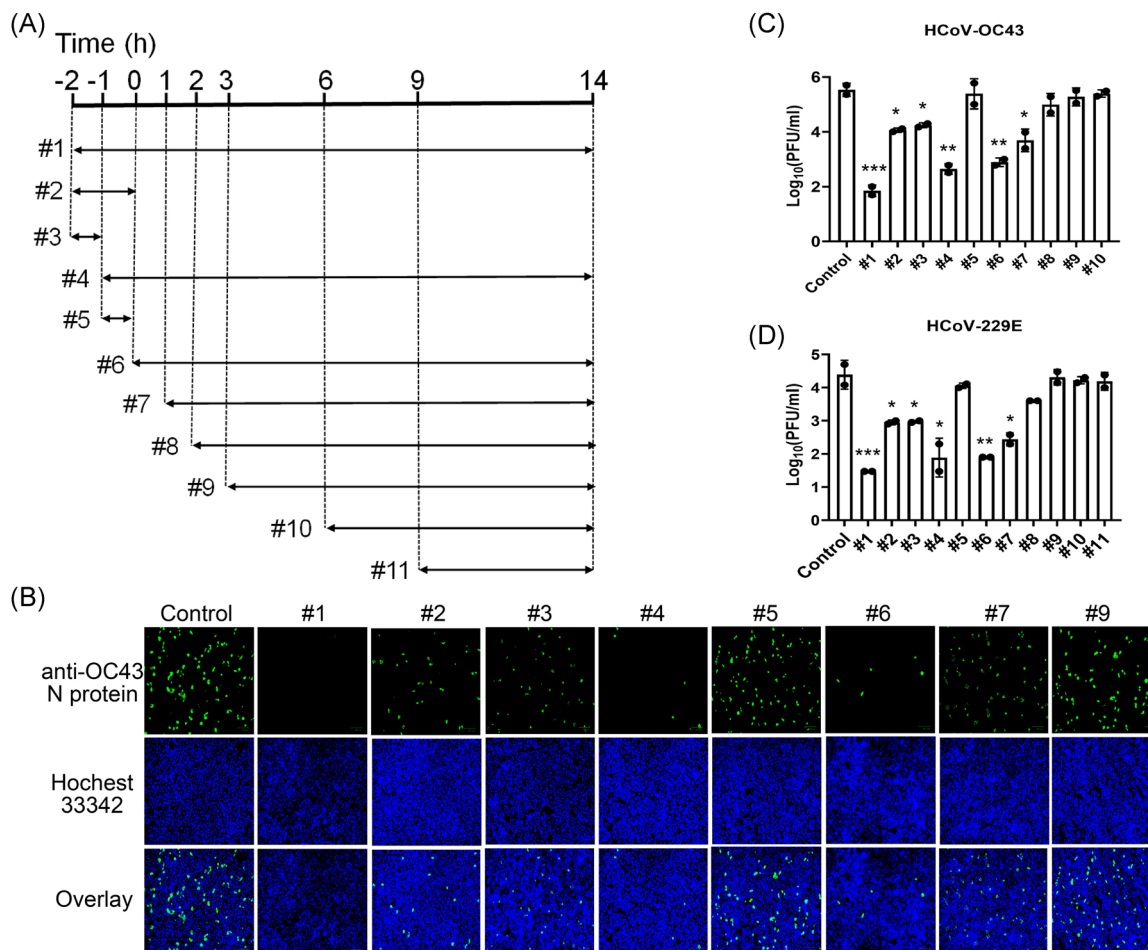 (A)
Time (h)
-2 -1 0 1 2 3 6 9 14
#1
#2
#3
#4
#5
#6
#7
#8
#9
#10
#11
(C)
HCoV-OC43
Log10(PFU/ml)
6
4
2
0
***
*
*
**
**
*
Control #1 #2 #3 #4 #5 #6 #7 #8 #9 #10
(D)
HCoV-229E
Log10(PFU/ml)
5
4
3
2
1
0
***
*
*
*
**
*
Control #1 #2 #3 #4 #5 #6 #7 #8 #9 #10 #11
(B)
Control #1 #2 #3 #4 #5 #6 #7 #9
anti-OC43
N protein
Hochest
33342
Overlay